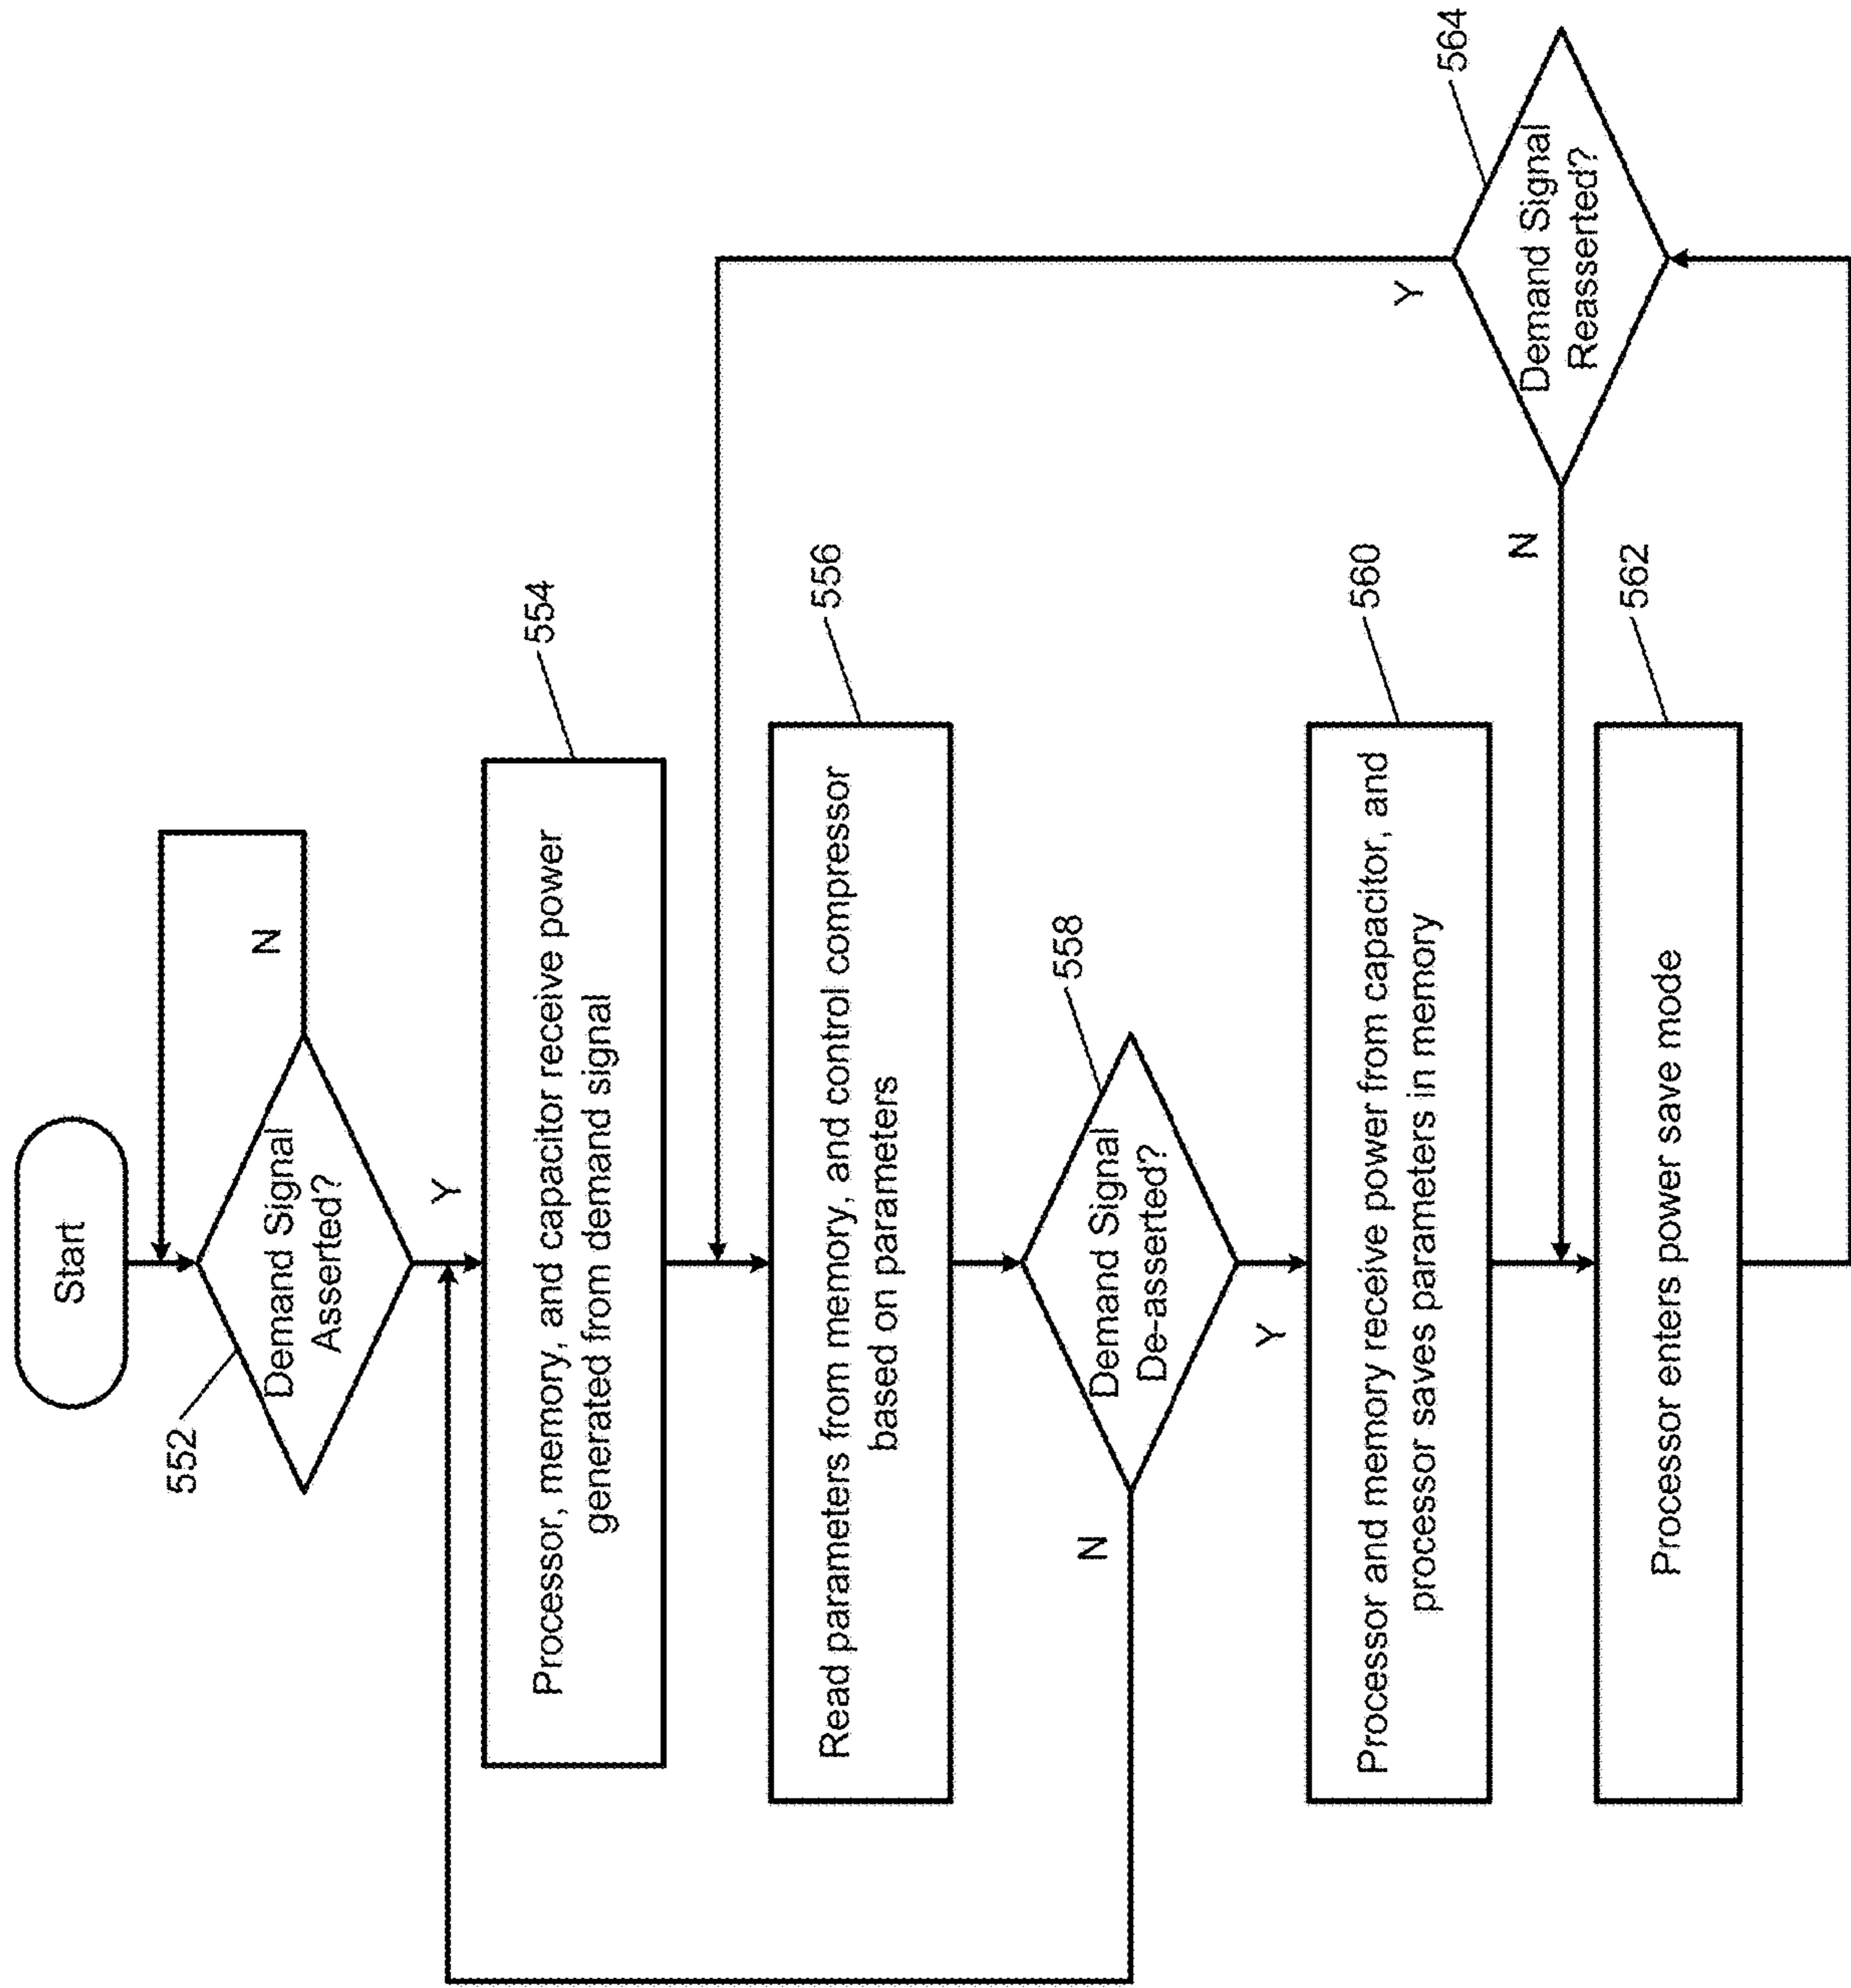 Start
552
Demand Signal
Asserted?
N
Y
554
Processor, memory, and capacitor receive power
generated from demand signal
556
Read parameters from memory, and control compressor
based on parameters
558
Demand Signal
De-asserted?
N
Y
560
Processor and memory receive power from capacitor, and
processor saves parameters in memory
562
Processor enters power save mode
564
Demand Signal
Reasserted?
Y
N